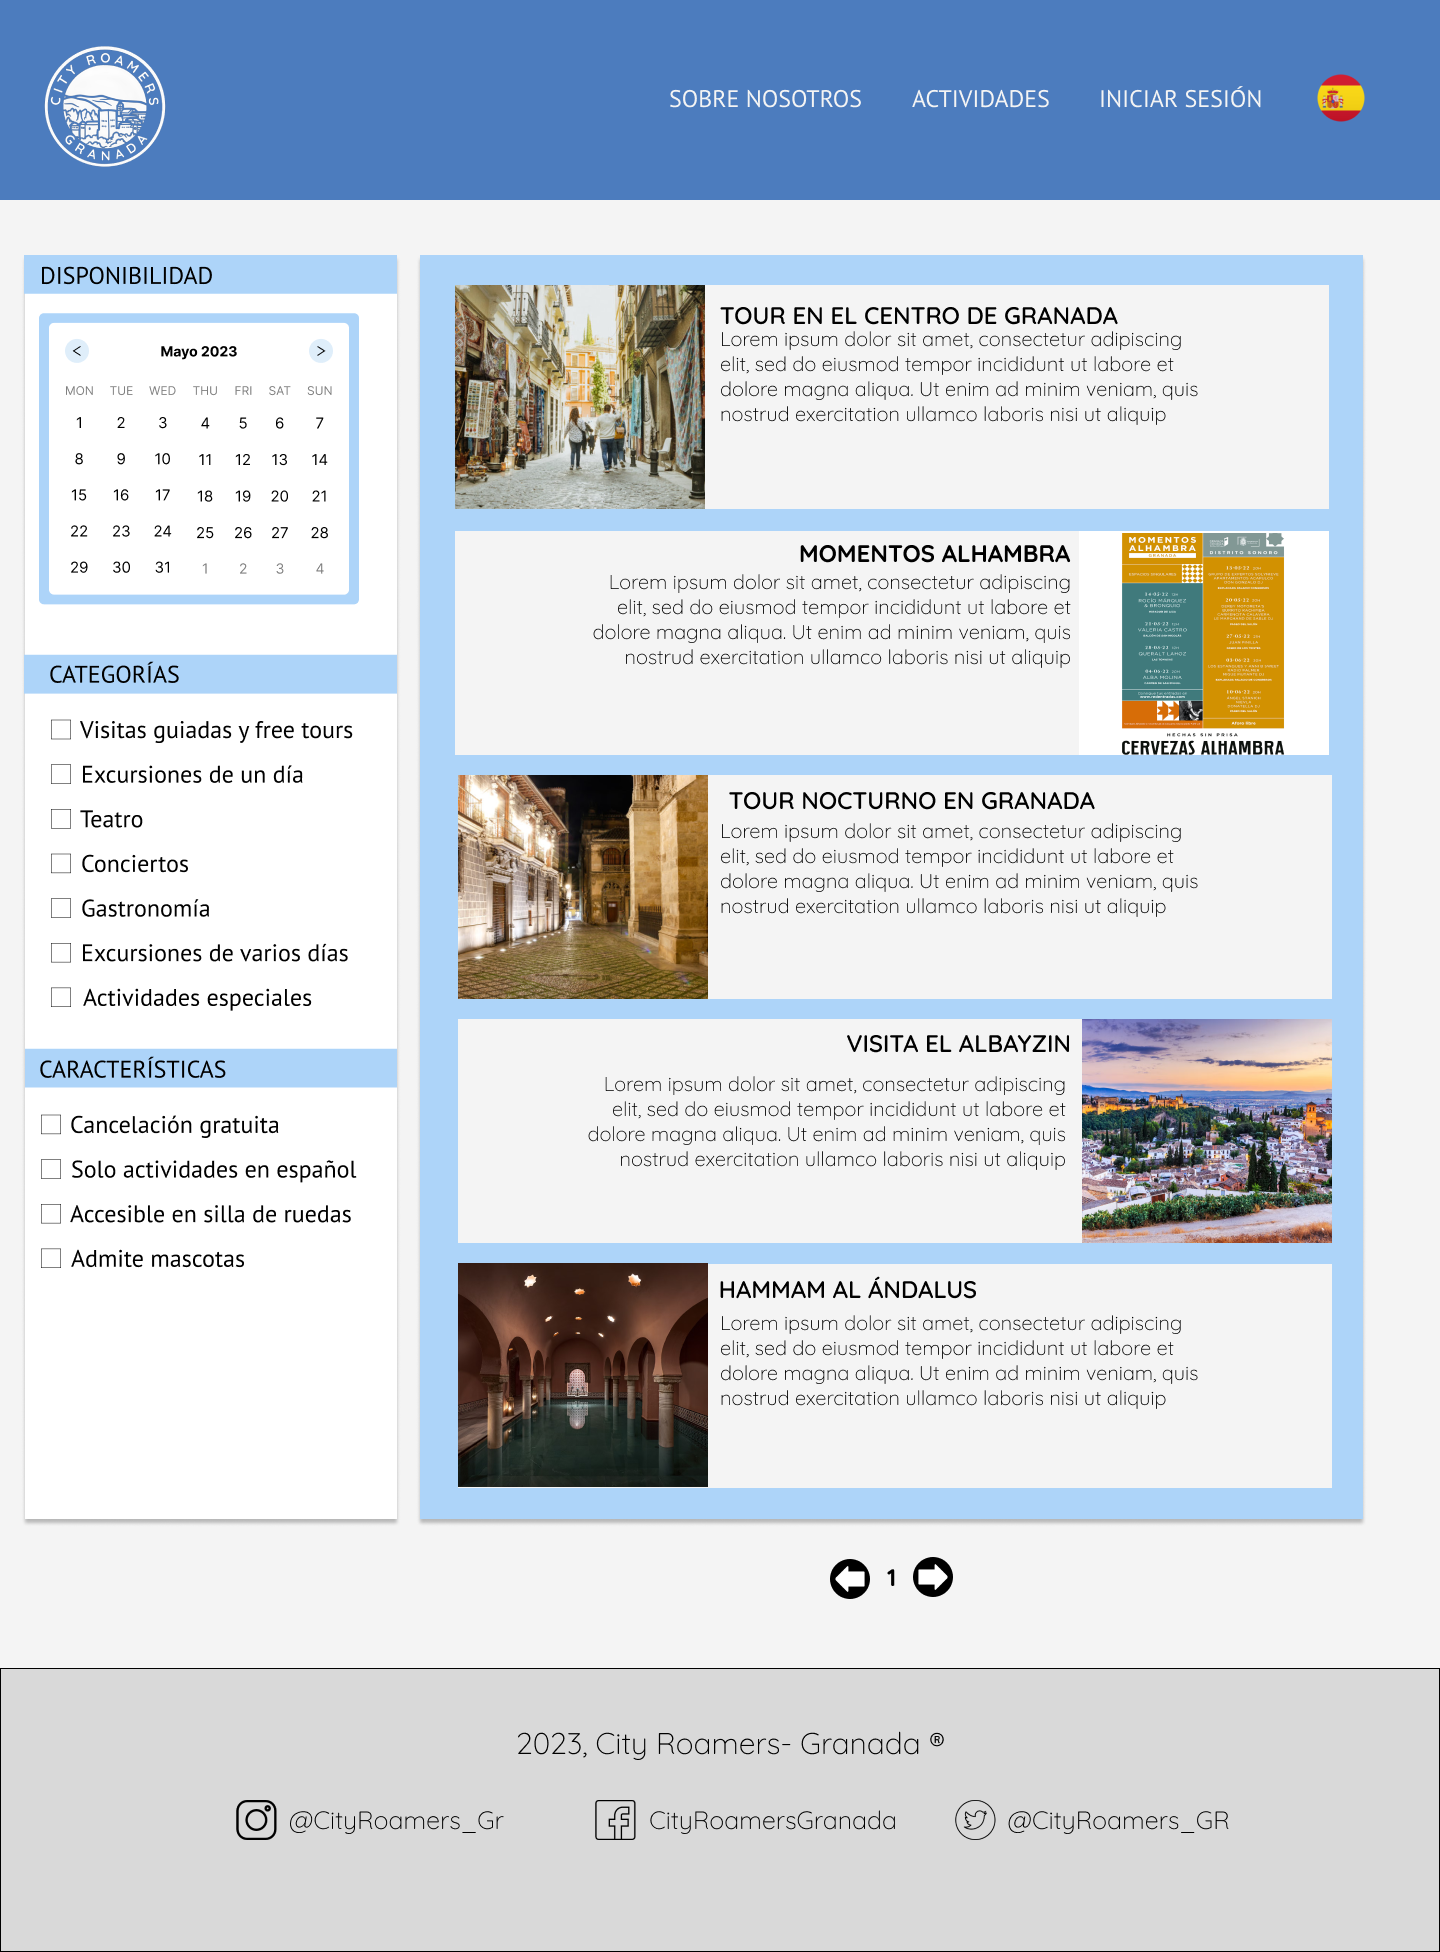 CITY ROAMERS
GRANADA
SOBRE NOSOTROS
ACTIVIDADES
INICIAR SESIÓN
DISPONIBILIDAD
<
Mayo 2023
>
MON TUE WED THU FRI SAT SUN
1 2 3 4 5 6 7
8 9 10 11 12 13 14
15 16 17 18 19 20 21
22 23 24 25 26 27 28
29 30 31 1 2 3 4
CATEGORÍAS
Visitas guiadas y free tours
Excursiones de un día
Teatro
Conciertos
Gastronomía
Excursiones de varios días
Actividades especiales
CARACTERÍSTICAS
Cancelación gratuita
Solo actividades en español
Accesible en silla de ruedas
Admite mascotas
TOUR EN EL CENTRO DE GRANADA
Lorem ipsum dolor sit amet, consectetur adipiscing
elit, sed do eiusmod tempor incididunt ut labore et
dolore magna aliqua. Ut enim ad minim veniam, quis
nostrud exercitation ullamco laboris nisi ut aliquip
MOMENTOS ALHAMBRA
Lorem ipsum dolor sit amet, consectetur adipiscing
elit, sed do eiusmod tempor incididunt ut labore et
dolore magna aliqua. Ut enim ad minim veniam, quis
nostrud exercitation ullamco laboris nisi ut aliquip
MOMENTOS
ALHAMBRA
GRANADA
DISTRITO SONORO
ROCÍO MÁRQUEZ
& BRONQUIO
VALERIA CASTRO
QUERALT LAHOZ
ALBA MOLINA
HECHAS SIN PRISA
CERVEZAS ALHAMBRA
TOUR NOCTURNO EN GRANADA
Lorem ipsum dolor sit amet, consectetur adipiscing
elit, sed do eiusmod tempor incididunt ut labore et
dolore magna aliqua. Ut enim ad minim veniam, quis
nostrud exercitation ullamco laboris nisi ut aliquip
VISITA EL ALBAYZIN
Lorem ipsum dolor sit amet, consectetur adipiscing
elit, sed do eiusmod tempor incididunt ut labore et
dolore magna aliqua. Ut enim ad minim veniam, quis
nostrud exercitation ullamco laboris nisi ut aliquip
HAMMAM AL ÁNDALUS
Lorem ipsum dolor sit amet, consectetur adipiscing
elit, sed do eiusmod tempor incididunt ut labore et
dolore magna aliqua. Ut enim ad minim veniam, quis
nostrud exercitation ullamco laboris nisi ut aliquip
1
2023, City Roamers- Granada ®
@CityRoamers_Gr
CityRoamersGranada
@CityRoamers_GR